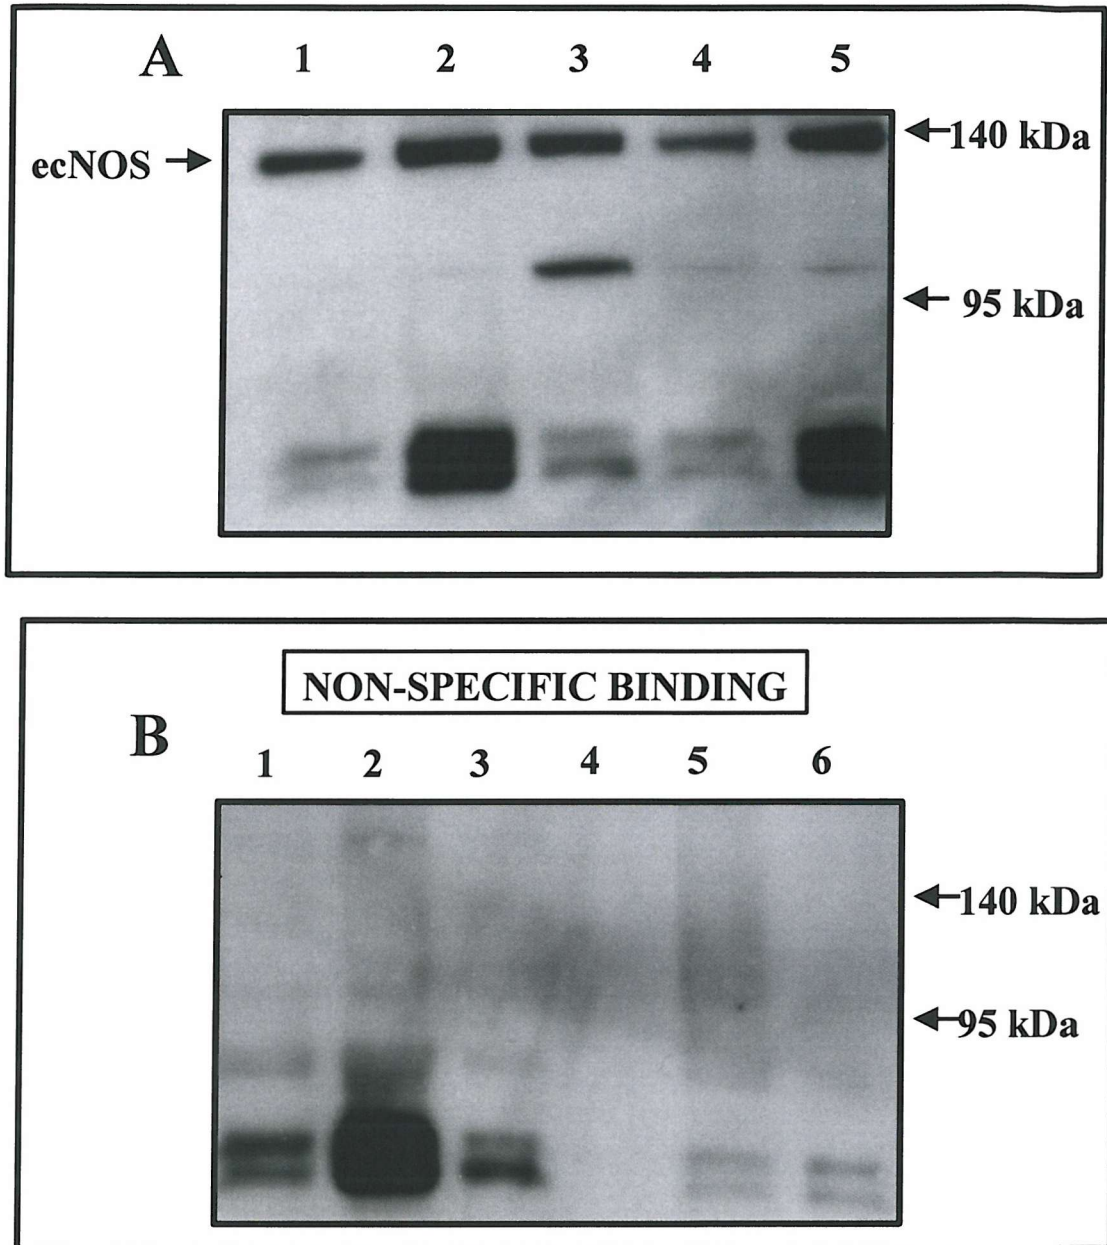 A 1 2 3 4 5
ecNOS
140 kDa
95 kDa
NON-SPECIFIC BINDING
B
1 2 3 4 5 6
140 kDa
95 kDa